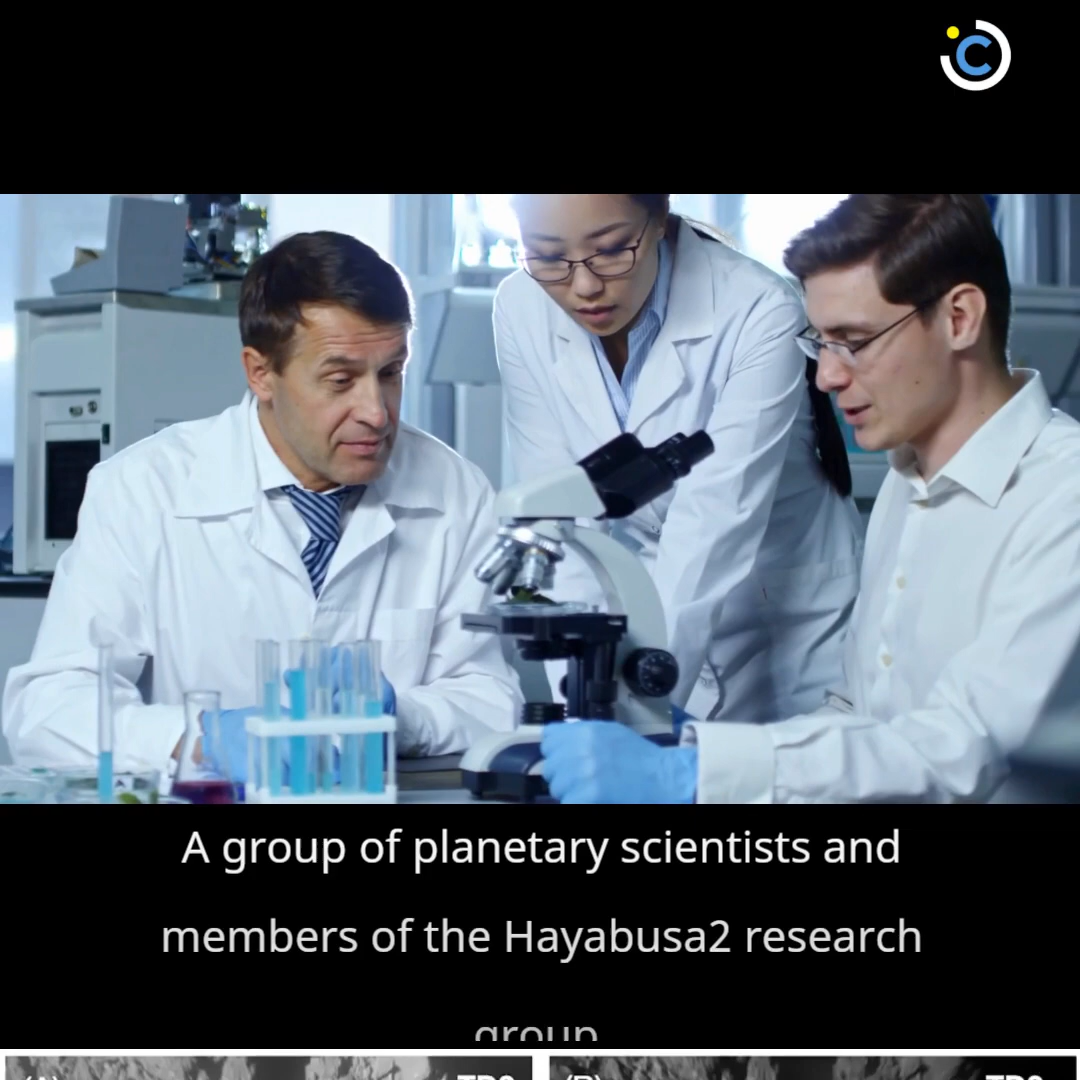 C
A group of planetary scientists and
members of the Hayabusa2 research
group